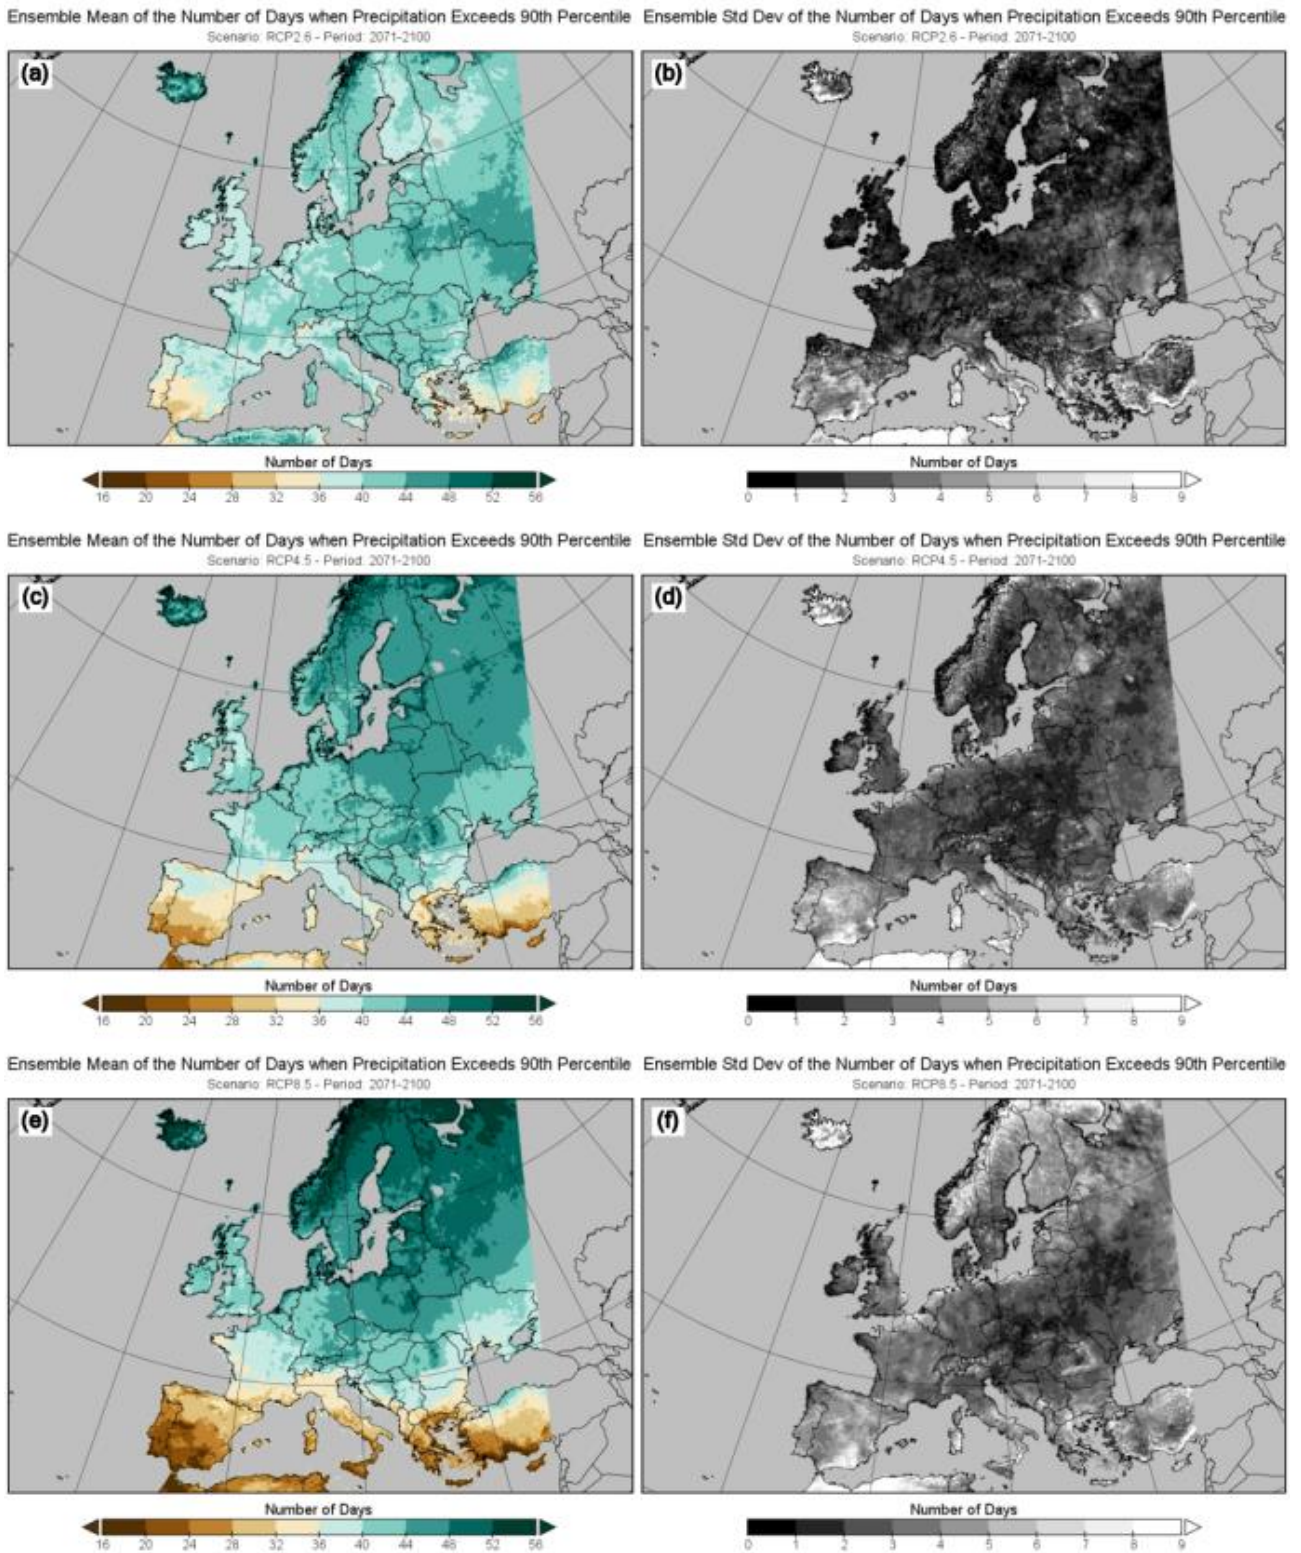 Ensemble Mean of the Number of Days when Precipitation Exceeds 90th Percentile
Scenario: RCP2.6 - Period: 2071-2100
(a)
Number of Days
16 20 24 28 32 36 40 44 48 52 56
Ensemble Std Dev of the Number of Days when Precipitation Exceeds 90th Percentile
Scenario: RCP2.6 - Period: 2071-2100
(b)
Number of Days
0 1 2 3 4 5 6 7 8 9
Ensemble Mean of the Number of Days when Precipitation Exceeds 90th Percentile
Scenario: RCP4.5 - Period: 2071-2100
(c)
Number of Days
16 20 24 28 32 36 40 44 48 52 56
Ensemble Std Dev of the Number of Days when Precipitation Exceeds 90th Percentile
Scenario: RCP4.5 - Period: 2071-2100
(d)
Number of Days
0 1 2 3 4 5 6 7 8 9
Ensemble Mean of the Number of Days when Precipitation Exceeds 90th Percentile
Scenario: RCP8.5 - Period: 2071-2100
(e)
Number of Days
16 20 24 28 32 36 40 44 48 52 56
Ensemble Std Dev of the Number of Days when Precipitation Exceeds 90th Percentile
Scenario: RCP8.5 - Period: 2071-2100
(f)
Number of Days
0 1 2 3 4 5 6 7 8 9